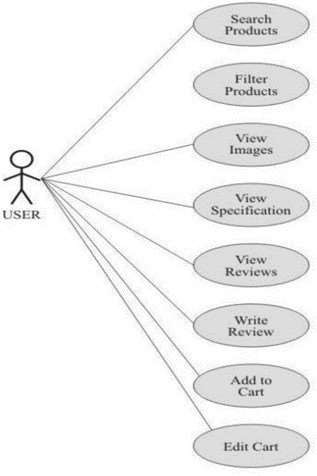 Search
Products
Filter
Products
View
Images
USER
View
Specification
View
Reviews
Write
Review
Add to
Cart
Edit Cart